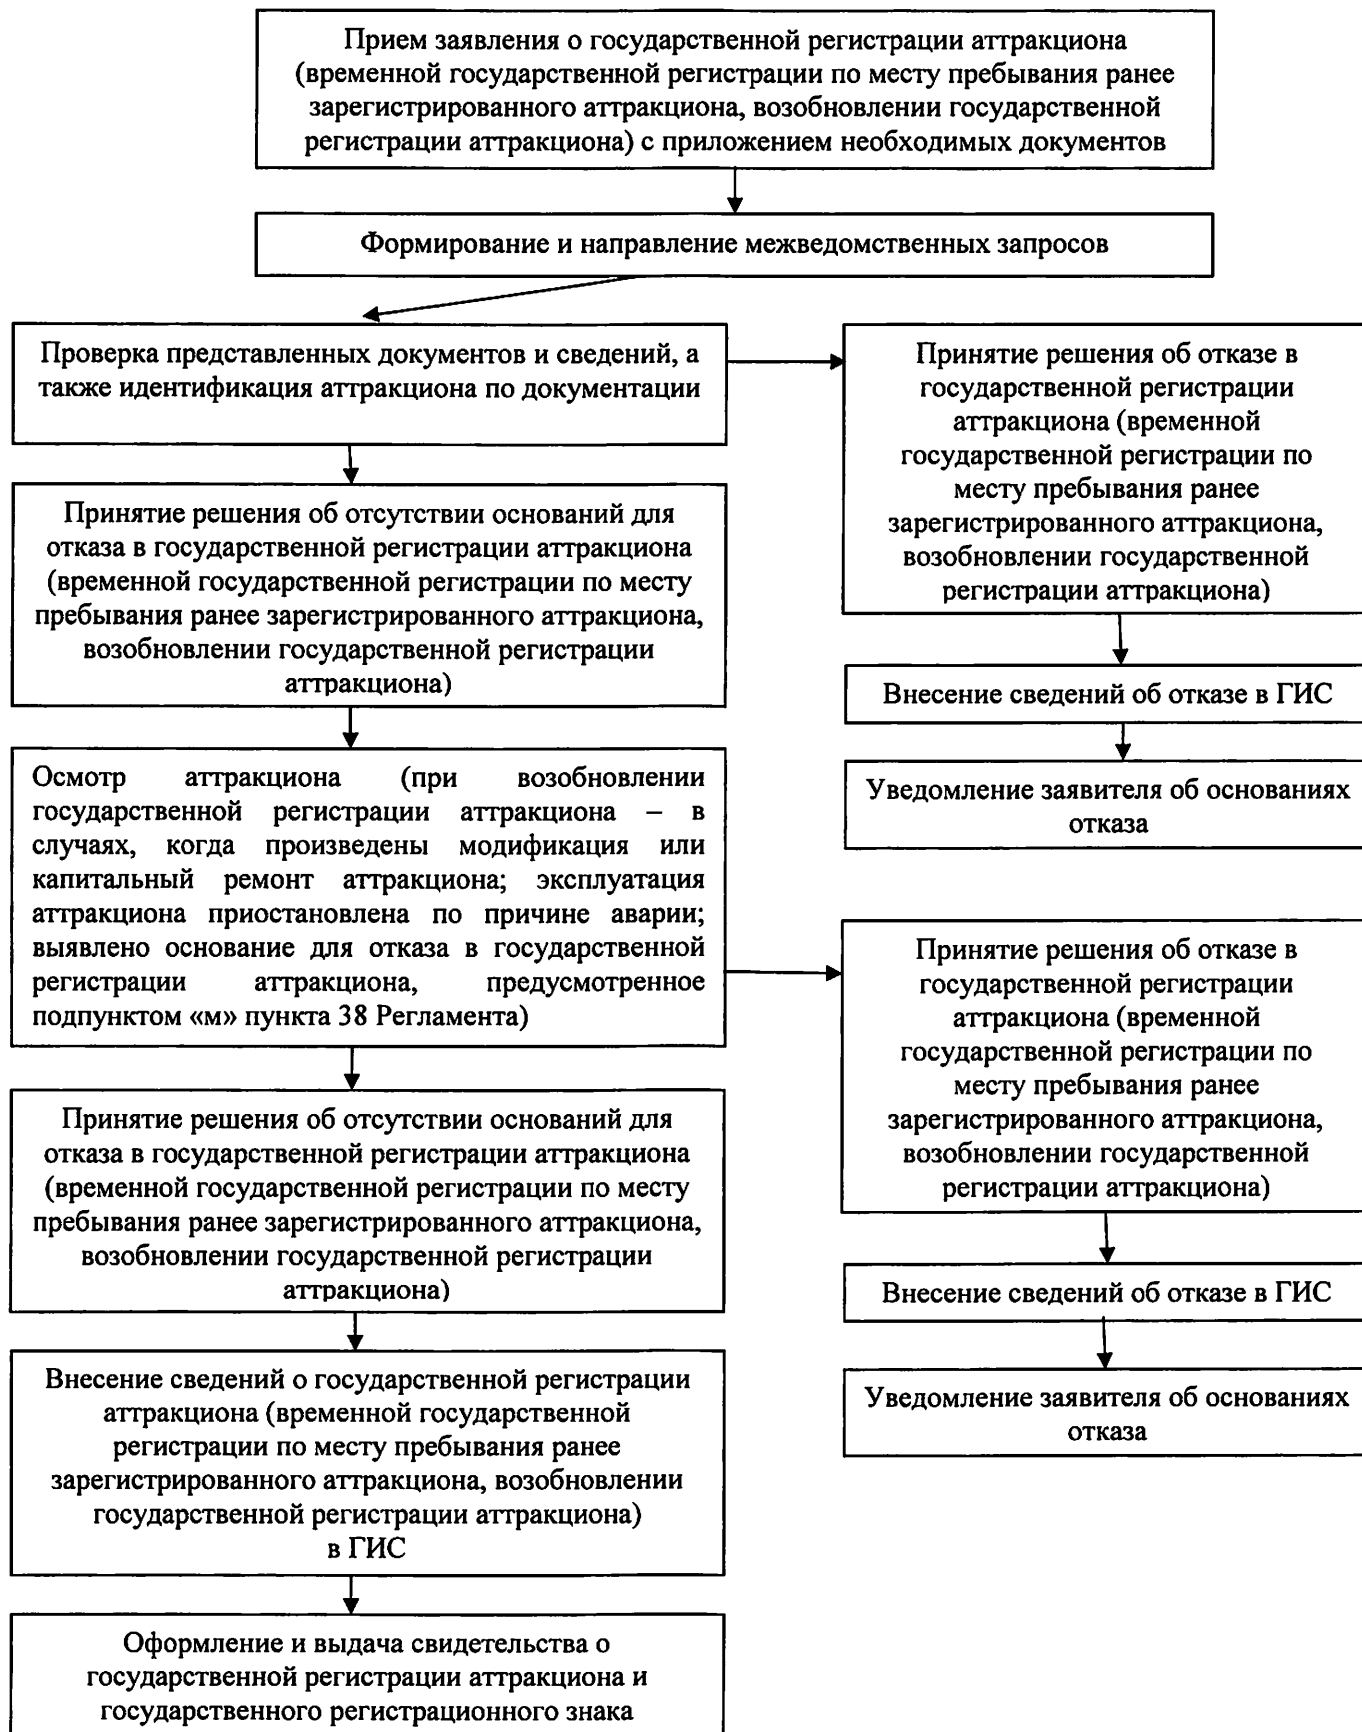 Прием заявления о государственной регистрации аттракциона
(временной государственной регистрации по месту пребывания ранее
зарегистрированного аттракциона, возобновлении государственной
регистрации аттракциона) с приложением необходимых документов
Формирование и направление межведомственных запросов
Проверка представленных документов и сведений, а
также идентификация аттракциона по документации
Принятие решения об отказе в
государственной регистрации
аттракциона (временной
государственной регистрации по
месту пребывания ранее
зарегистрированного аттракциона,
возобновлении государственной
регистрации аттракциона)
Принятие решения об отсутствии оснований для
отказа в государственной регистрации аттракциона
(временной государственной регистрации по месту
пребывания ранее зарегистрированного аттракциона,
возобновлении государственной регистрации
аттракциона)
Внесение сведений об отказе в ГИС
Уведомление заявителя об основаниях
отказа
Осмотр аттракциона (при возобновлении
государственной регистрации аттракциона – в
случаях, когда произведены модификация или
капитальный ремонт аттракциона; эксплуатация
аттракциона приостановлена по причине аварии;
выявлено основание для отказа в государственной
регистрации аттракциона, предусмотренное
подпунктом «м» пункта 38 Регламента)
Принятие решения об отказе в
государственной регистрации
аттракциона (временной
государственной регистрации по
месту пребывания ранее
зарегистрированного аттракциона,
возобновлении государственной
регистрации аттракциона)
Принятие решения об отсутствии оснований для
отказа в государственной регистрации аттракциона
(временной государственной регистрации по месту
пребывания ранее зарегистрированного аттракциона,
возобновлении государственной регистрации
аттракциона)
Внесение сведений об отказе в ГИС
Уведомление заявителя об основаниях
отказа
Внесение сведений о государственной регистрации
аттракциона (временной государственной
регистрации по месту пребывания ранее
зарегистрированного аттракциона, возобновлении
государственной регистрации аттракциона)
в ГИС
Оформление и выдача свидетельства о
государственной регистрации аттракциона и
государственного регистрационного знака